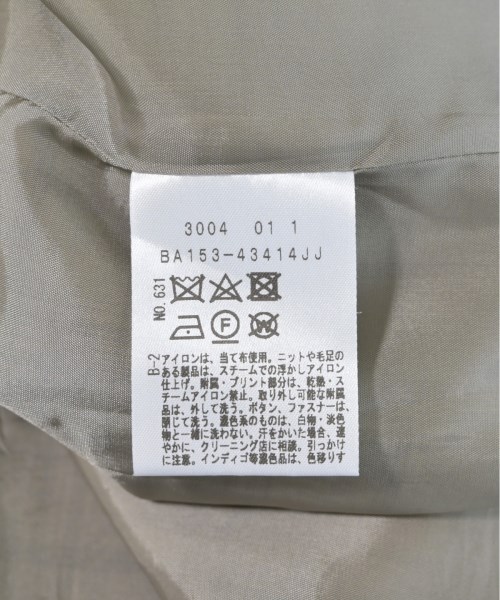 3004 01 1
BA153-43414JJ
NO.631
F
W
B-2
アイロンは、当て布使用。ニットや毛足の
ある製品は、スチームでの浮かしアイロン
仕上げ。附属・プリント部分は、乾燥・ス
チームアイロン禁止。取り外し可能な附属
品は、外して洗う。ボタン、ファスナーは、
閉じて洗う。濃色系のものは、白物・淡色
物と一緒に洗わない。汗をかいた場合、速
やかに、クリーニング店に相談。引っかけ
に注意。インディゴ等濃色品は、色移りす